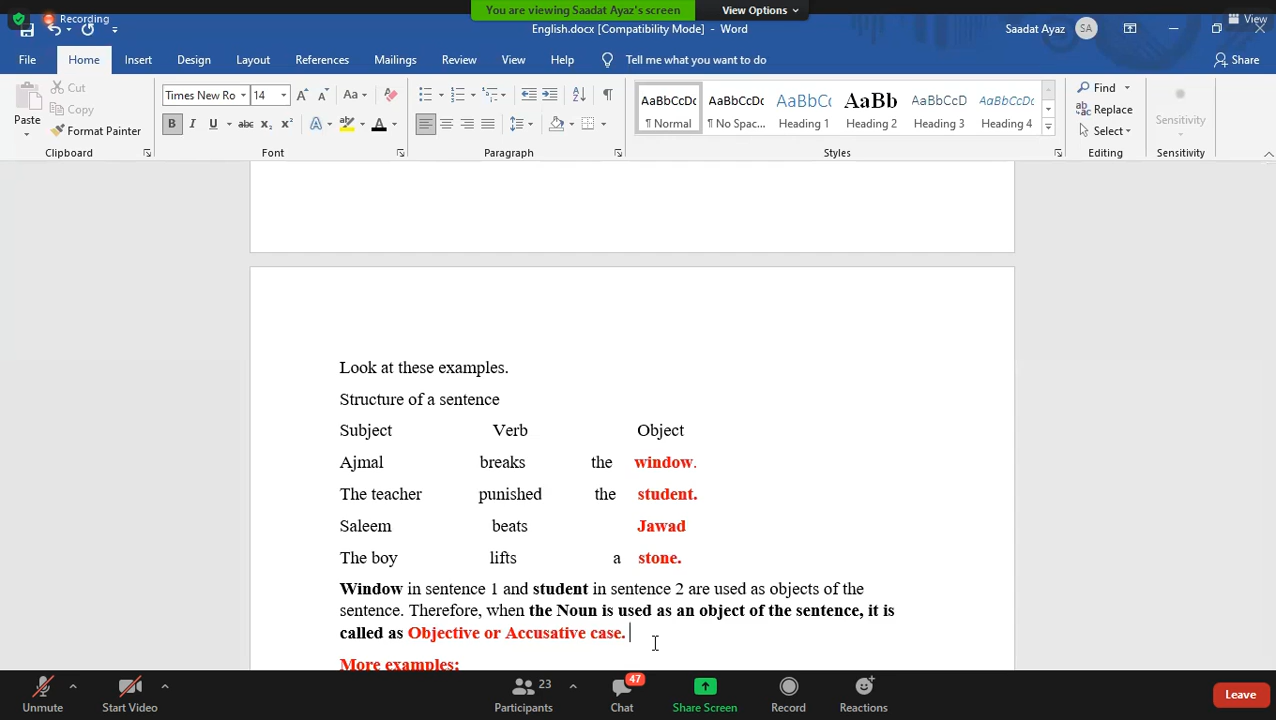 Recording
You are viewing Saadat Ayaz's screen
View Options
View
English.docx [Compatibility Mode] - Word
Saadat Ayaz
SA
File Home Insert Design Layout References Mailings Review View Help Tell me what you want to do Share
Paste
Cut
Copy
Format Painter
Clipboard
Times New Ro 14
Font
Paragraph
AaBbCcDc ¶ Normal
AaBbCcDc ¶ No Spac...
AaBbCc Heading 1
AaBb Heading 2
AaBbCcD Heading 3
AaBbCcD Heading 4
Styles
Find
Replace
Select
Editing
Sensitivity
Sensitivity
Look at these examples.
Structure of a sentence
Subject Verb Object
Ajmal breaks the window.
The teacher punished the student.
Saleem beats Jawad
The boy lifts a stone.
Window in sentence 1 and student in sentence 2 are used as objects of the
sentence. Therefore, when the Noun is used as an object of the sentence, it is
called as Objective or Accusative case.
More examples:
Unmute
Start Video
23
Participants
47
Chat
Share Screen
Record
Reactions
Leave